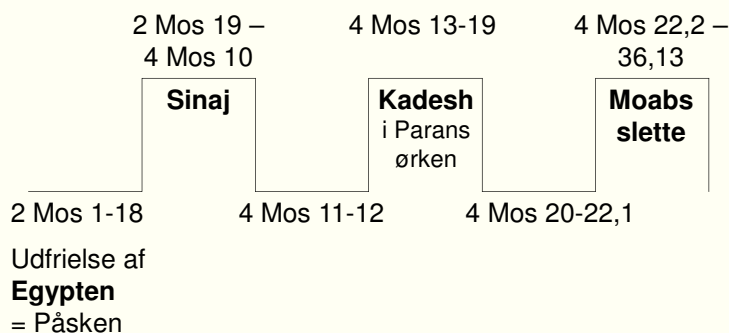 2 Mos 19 –
4 Mos 10
4 Mos 13-19
4 Mos 22,2 –
36,13
Sinaj
Kadesh
i Parans
ørken
Moabs
slette
2 Mos 1-18
4 Mos 11-12
4 Mos 20-22,1
Udfrielse af
Egypten
= Påsken